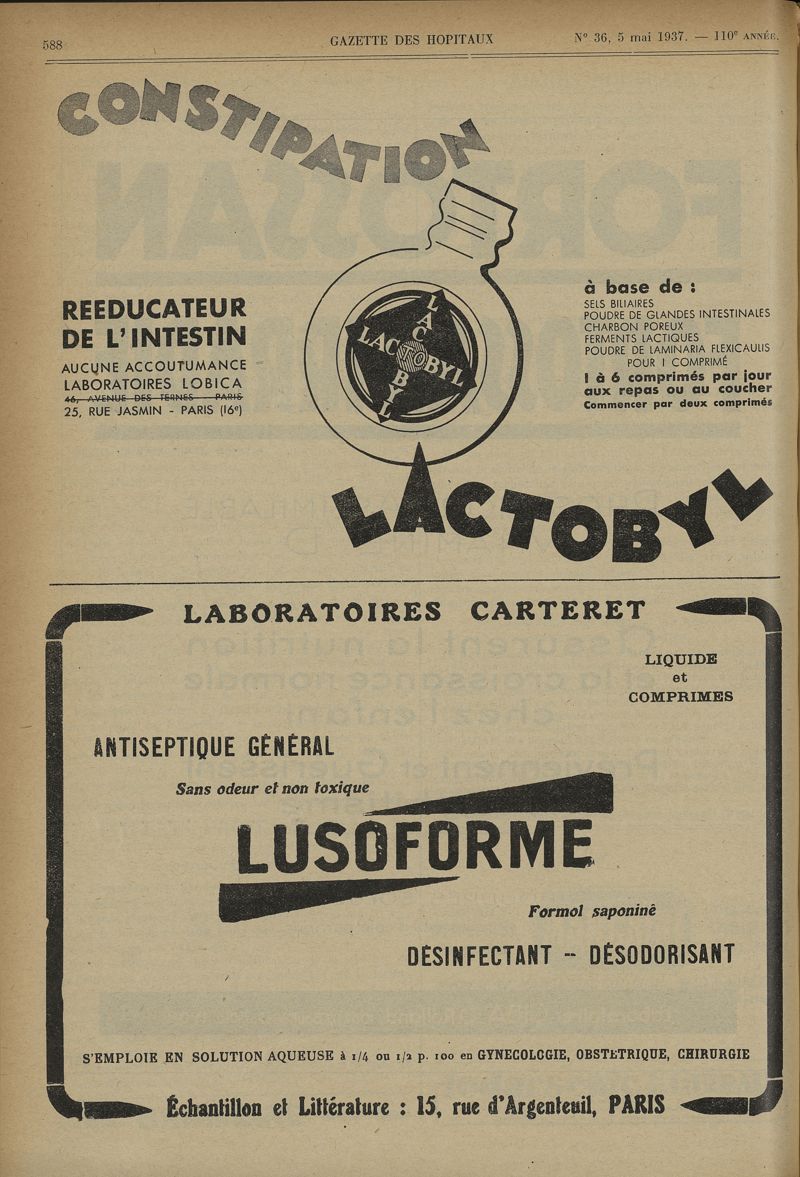 588
GAZETTE DES HOPITAUX
N° 36, 5 mai 1937. — 110e ANNÉE.
CONSTIPATION
REEDUCATEUR
DE L'INTESTIN
AUCUNE ACCOUTUMANCE
LABORATOIRES LOBICA
46, AVENUE DES TERNES - PARIS
25, RUE JASMIN - PARIS (16e)
LACTOBYL
LACTOBYL
à base de :
SELS BILIAIRES
POUDRE DE GLANDES INTESTINALES
CHARBON POREUX
FERMENTS LACTIQUES
POUDRE DE LAMINARIA FLEXICAULIS
POUR 1 COMPRIMÉ
1 à 6 comprimés par jour
aux repas ou au coucher
Commencer par deux comprimés
LACTOBYL
LABORATOIRES CARTERET
LIQUIDE
et
COMPRIMES
ANTISEPTIQUE GÉNÉRAL
Sans odeur et non toxique
LUSOFORME
Formol saponiné
DÉSINFECTANT - DÉSODORISANT
S'EMPLOIE EN SOLUTION AQUEUSE à 1/4 ou 1/2 p. 100 en GYNECOLOGIE, OBSTETRIQUE, CHIRURGIE
Échantillon et Littérature : 15, rue d'Argenteuil, PARIS